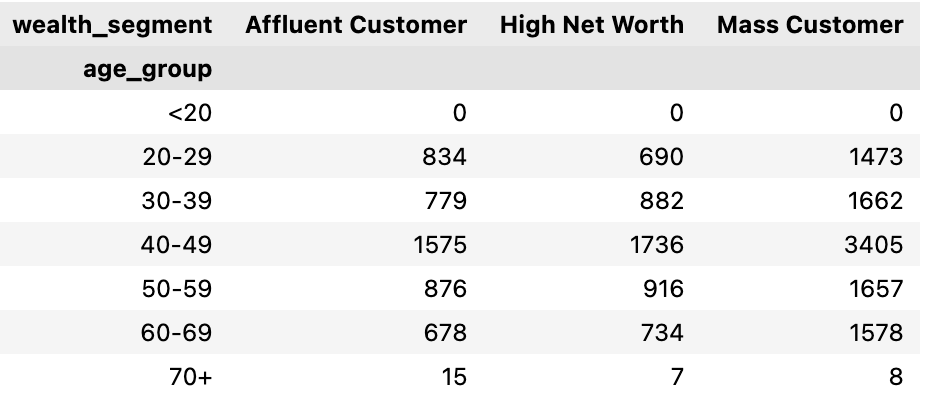 wealth_segment Affluent Customer High Net Worth Mass Customer
age_group
<20 0 0 0
20-29 834 690 1473
30-39 779 882 1662
40-49 1575 1736 3405
50-59 876 916 1657
60-69 678 734 1578
70+ 15 7 8